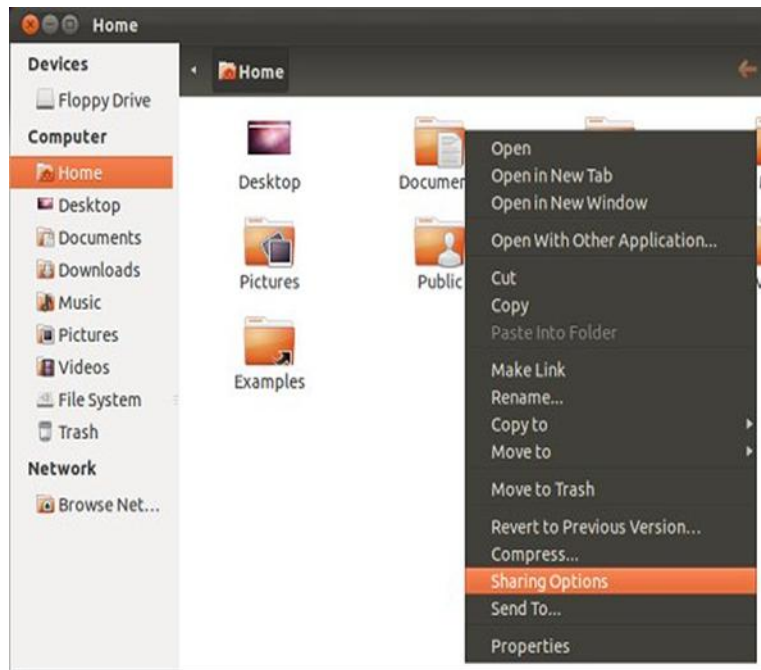 Home
Devices
Floppy Drive
Computer
Home
Desktop
Documents
Downloads
Music
Pictures
Videos
File System
Trash
Network
Browse Net...
Home
Desktop
Documen
Pictures
Public
Examples
Open
Open in New Tab
Open in New Window
Open With Other Application...
Cut
Copy
Paste Into Folder
Make Link
Rename...
Copy to
Move to
Move to Trash
Revert to Previous Version...
Compress...
Sharing Options
Send To...
Properties